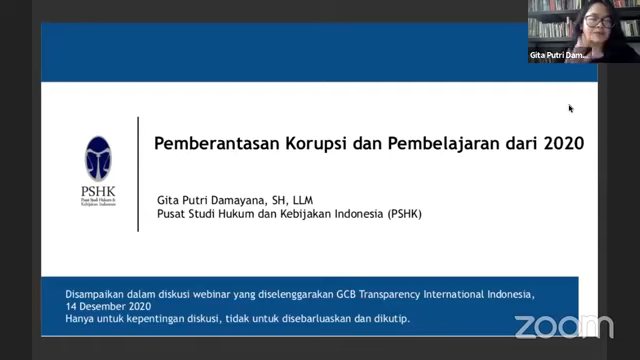 Gita Putri Dam...
Pemberantasan Korupsi dan Pembelajaran dari 2020
PSHK
Pusat Studi Hukum &
Kebijakan Indonesia
Gita Putri Damayana, SH, LLM
Pusat Studi Hukum dan Kebijakan Indonesia (PSHK)
Disampaikan dalam diskusi webinar yang diselenggarakan GCB Transparency International Indonesia,
14 Desember 2020
Hanya untuk kepentingan diskusi, tidak untuk disebarluaskan dan dikutip.
zoom